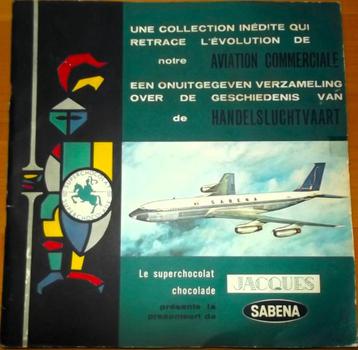 UNE COLLECTION INÉDITE QUI
RETRACE L'ÉVOLUTION DE
notre AVIATION COMMERCIALE
EEN ONUITGEGEVEN VERZAMELING
OVER DE GESCHIEDENIS VAN
de HANDELSLUCHTVAART
SUPERCHOCOLAT
SABENA
Le superchocolat
chocolade
JACQUES
présente la
presenteert de
SABENA